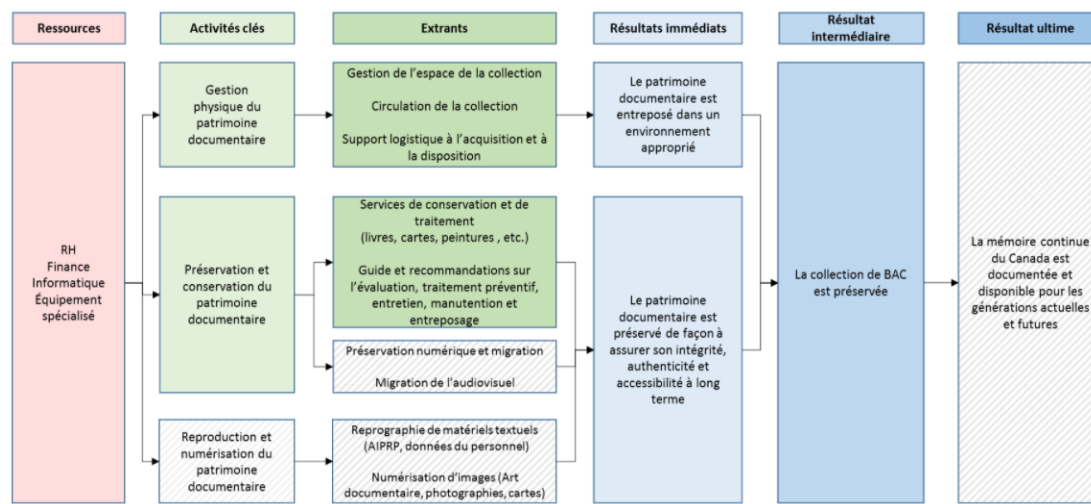 Ressources
Activités clés
Extrants
Résultats immédiats
Résultat
intermédiaire
Résultat ultime
RH
Finance
Informatique
Équipement
spécialisé
Gestion
physique du
patrimoine
documentaire
Gestion de l'espace de la collection
Circulation de la collection
Support logistique à l'acquisition et à
la disposition
Le patrimoine
documentaire est
entreposé dans un
environnement
approprié
Préservation et
conservation du
patrimoine
documentaire
Services de conservation et de
traitement
(livres, cartes, peintures , etc.)
Guide et recommandations sur
l'évaluation, traitement préventif,
entretien, manutention et
entreposage
Préservation numérique et migration
Migration de l'audiovisuel
Le patrimoine
documentaire est
préservé de façon à
assurer son intégrité,
authenticité et
accessibilité à long
terme
Reproduction et
numérisation du
patrimoine
documentaire
Reprographie de matériels textuels
(AIPRP, données du personnel)
Numérisation d'images (Art
documentaire, photographies, cartes)
La collection de BAC
est préservée
La mémoire continue
du Canada est
documentée et
disponible pour les
générations actuelles
et futures